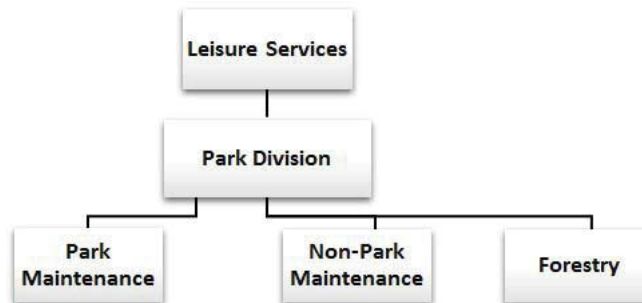 Leisure Services
Park Division
Park
Maintenance
Non-Park
Maintenance
Forestry